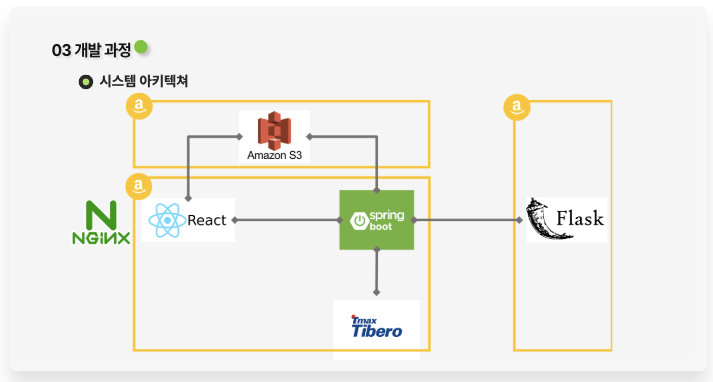 03 개발 과정
시스템 아키텍쳐
a
Amazon S3
a
a
N
NGiNX
React
spring
boot
Flask
Tmax
Tibero